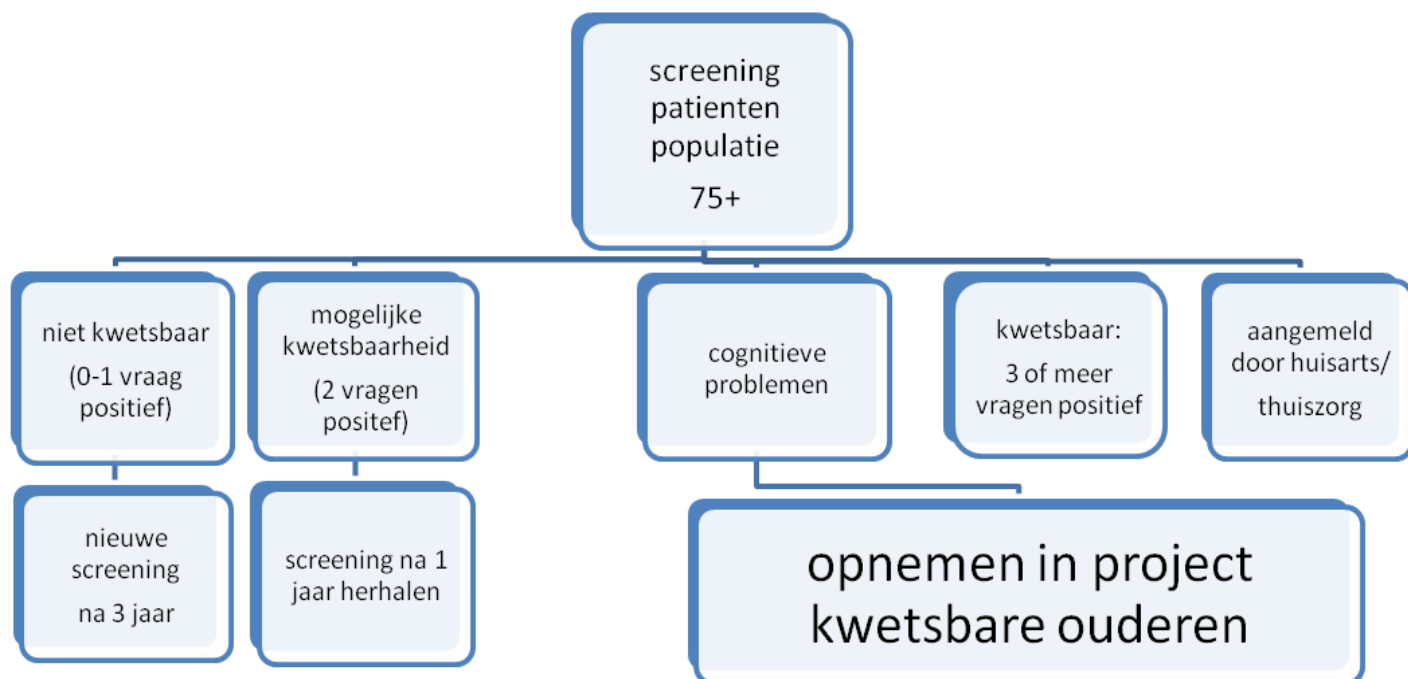 screening
patienten
populatie
75+
niet kwetsbaar
(0-1 vraag
positief)
mogelijke
kwetsbaarheid
(2 vragen
positef)
cognitieve
problemen
kwetsbaar:
3 of meer
vragen positief
aangemeld
door huisarts/
thuiszorg
nieuwe
screening
na 3 jaar
screening na 1
jaar herhalen
opnemen in project
kwetsbare ouderen